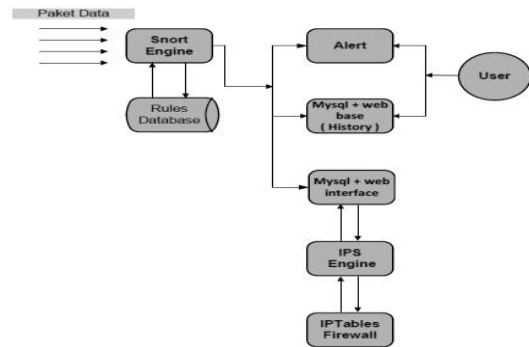 Paket Data
Snort
Engine
Rules
Database
Alert
User
Mysql + web
base
( History )
Mysql + web
interface
IPS
Engine
IPTables
Firewall